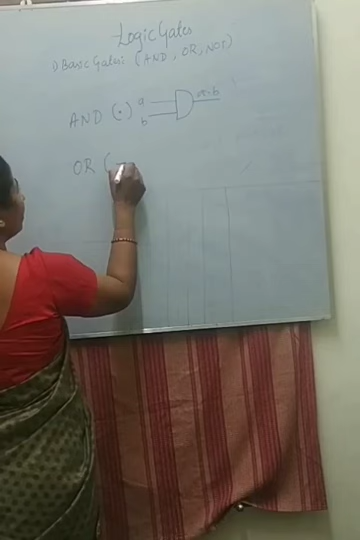 Logic Gates
1) Basic Gates: (AND, OR, NOT)
AND (·) a
b
a·b
OR (